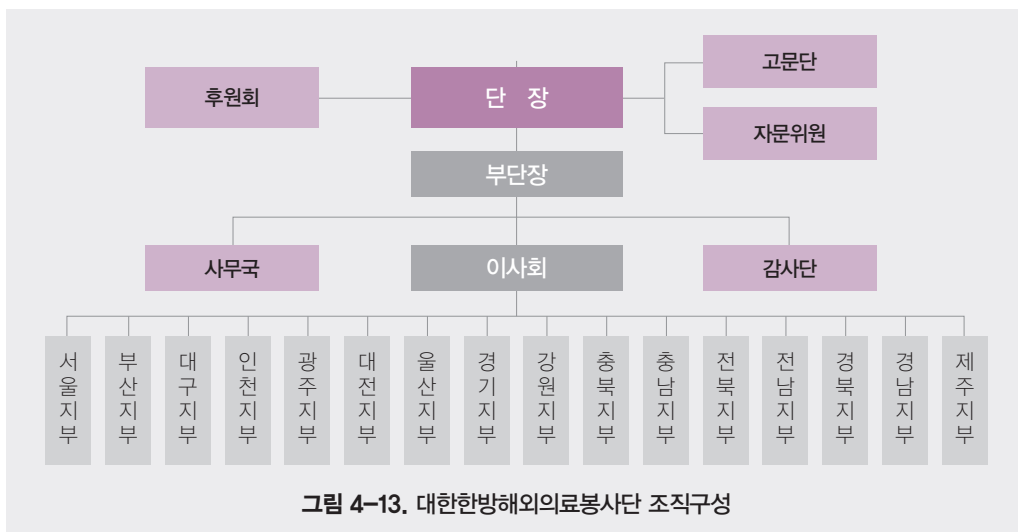 고문단
후원회
단 장
자문위원
부단장
사무국
이사회
감사단
서울지부
부산지부
대구지부
인천지부
광주지부
대전지부
울산지부
경기지부
강원지부
충북지부
충남지부
전북지부
전남지부
경북지부
경남지부
제주지부
그림 4-13. 대한한방해외의료봉사단 조직구성